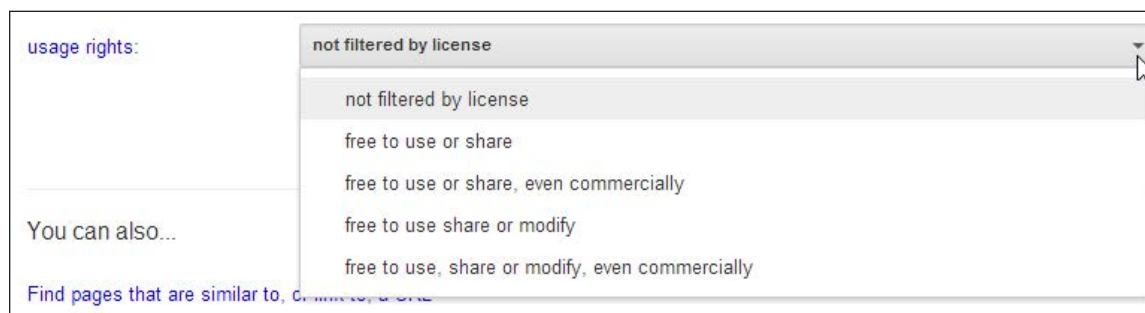 usage rights: not filtered by license
not filtered by license
free to use or share
free to use or share, even commercially
free to use share or modify
free to use, share or modify, even commercially
You can also...
Find pages that are similar to,